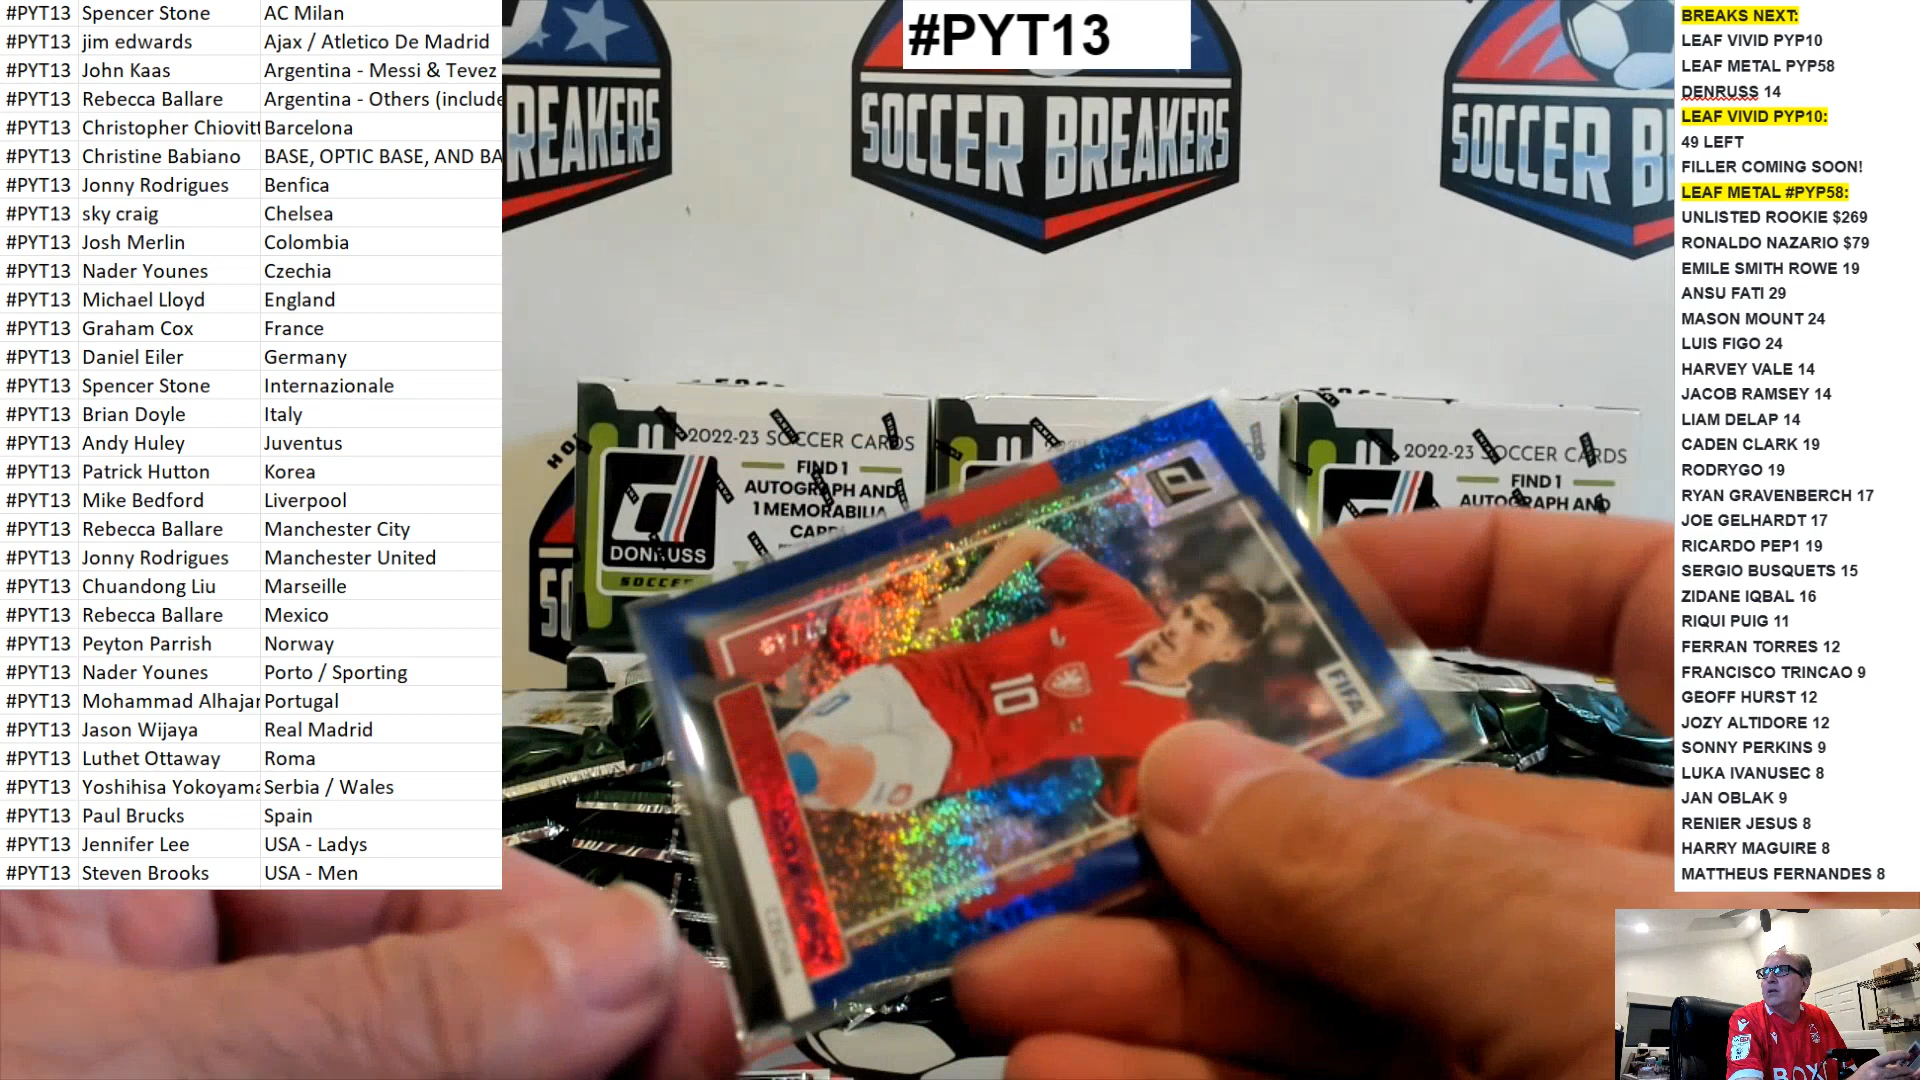 #PYT13 Spencer Stone AC Milan
#PYT13 jim edwards Ajax / Atletico De Madrid
#PYT13 John Kaas Argentina - Messi & Tevez
#PYT13 Rebecca Ballare Argentina - Others (include
#PYT13 Christopher Chiovitt Barcelona
#PYT13 Christine Babiano BASE, OPTIC BASE, AND BA
#PYT13 Jonny Rodrigues Benfica
#PYT13 sky craig Chelsea
#PYT13 Josh Merlin Colombia
#PYT13 Nader Younes Czechia
#PYT13 Michael Lloyd England
#PYT13 Graham Cox France
#PYT13 Daniel Eiler Germany
#PYT13 Spencer Stone Internazionale
#PYT13 Brian Doyle Italy
#PYT13 Andy Huley Juventus
#PYT13 Patrick Hutton Korea
#PYT13 Mike Bedford Liverpool
#PYT13 Rebecca Ballare Manchester City
#PYT13 Jonny Rodrigues Manchester United
#PYT13 Chuandong Liu Marseille
#PYT13 Rebecca Ballare Mexico
#PYT13 Peyton Parrish Norway
#PYT13 Nader Younes Porto / Sporting
#PYT13 Mohammad Alhajar Portugal
#PYT13 Jason Wijaya Real Madrid
#PYT13 Luthet Ottaway Roma
#PYT13 Yoshihisa Yokoyama Serbia / Wales
#PYT13 Paul Brucks Spain
#PYT13 Jennifer Lee USA - Ladys
#PYT13 Steven Brooks USA - Men
#PYT13
REAKERS
SOCCER BREAKERS
SOCCER B
2022-23 SOCCER CARDS
FIND 1
AUTOGRAPH AND
1 MEMORABILIA
CARD
DONRUSS
SOCCER
2022-23 SOCCER CARDS
FIND 1
AUTOGRAPH AND
FIFA
10
CZECHIA
BREAKS NEXT:
LEAF VIVID PYP10
LEAF METAL PYP58
DENRUSS 14
LEAF VIVID PYP10:
49 LEFT
FILLER COMING SOON!
LEAF METAL #PYP58:
UNLISTED ROOKIE $269
RONALDO NAZARIO $79
EMILE SMITH ROWE 19
ANSU FATI 29
MASON MOUNT 24
LUIS FIGO 24
HARVEY VALE 14
JACOB RAMSEY 14
LIAM DELAP 14
CADEN CLARK 19
RODRYGO 19
RYAN GRAVENBERCH 17
JOE GELHARDT 17
RICARDO PEP1 19
SERGIO BUSQUETS 15
ZIDANE IQBAL 16
RIQUI PUIG 11
FERRAN TORRES 12
FRANCISCO TRINCAO 9
GEOFF HURST 12
JOZY ALTIDORE 12
SONNY PERKINS 9
LUKA IVANUSEC 8
JAN OBLAK 9
RENIER JESUS 8
HARRY MAGUIRE 8
MATTHEUS FERNANDES 8